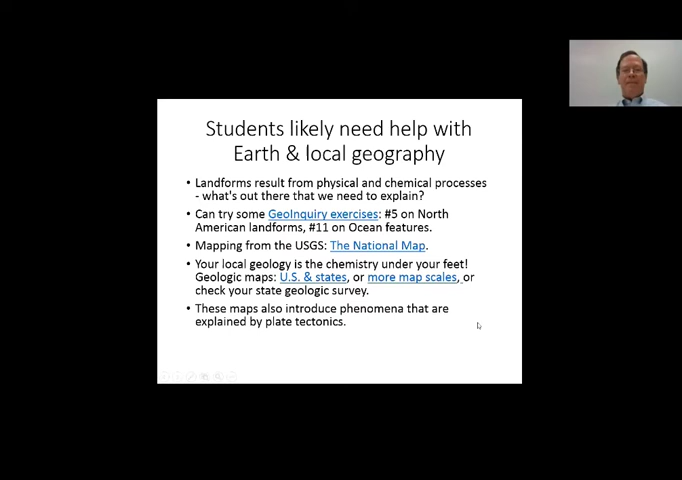 Students likely need help with
Earth & local geography
• Landforms result from physical and chemical processes
- what's out there that we need to explain?
• Can try some GeoInquiry exercises: #5 on North
American landforms, #11 on Ocean features.
• Mapping from the USGS: The National Map.
• Your local geology is the chemistry under your feet!
Geologic maps: U.S. & states, or more map scales, or
check your state geologic survey.
• These maps also introduce phenomena that are
explained by plate tectonics.